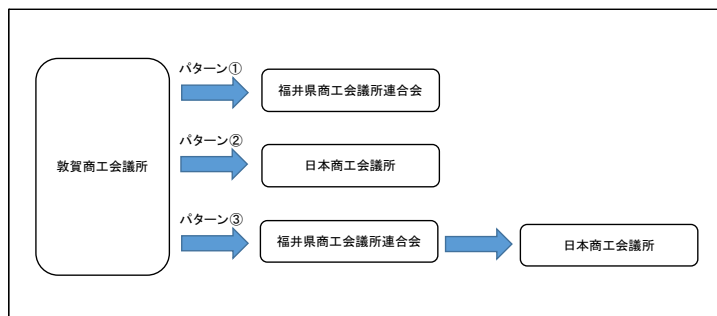 パターン①
福井県商工会議所連合会
パターン②
敦賀商工会議所
日本商工会議所
パターン③
福井県商工会議所連合会
日本商工会議所